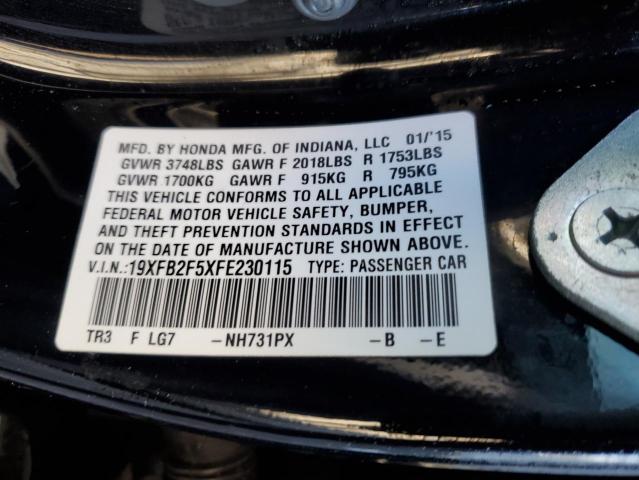 MFD. BY HONDA MFG. OF INDIANA, LLC 01/'15
GVWR 3748LBS GAWR F 2018LBS R 1753LBS
GVWR 1700KG GAWR F 915KG R 795KG
THIS VEHICLE CONFORMS TO ALL APPLICABLE
FEDERAL MOTOR VEHICLE SAFETY, BUMPER,
AND THEFT PREVENTION STANDARDS IN EFFECT
ON THE DATE OF MANUFACTURE SHOWN ABOVE.
V.I.N.:19XFB2F5XFE230115 TYPE: PASSENGER CAR
TR3 F LG7 –NH731PX –B –E